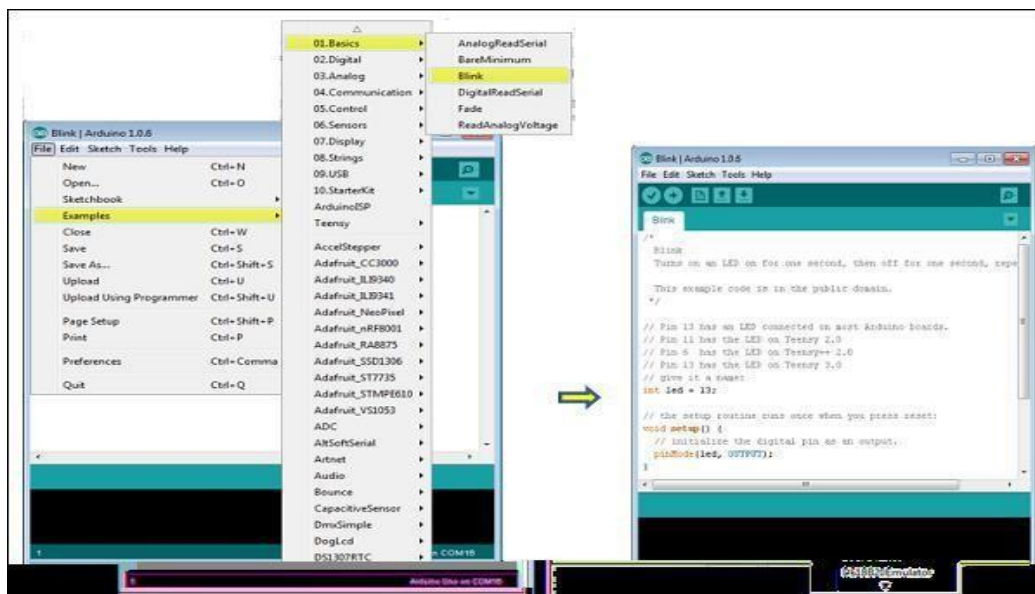 01.Basics
02.Digital
03.Analog
04.Communication
05.Control
06.Sensors
07.Display
08.Strings
09.USB
10.StarterKit
ArduinoISP
Teensy
AccelStepper
Adafruit_CC3000
Adafruit_ILI9340
Adafruit_ILI9341
Adafruit_NeoPixel
Adafruit_nRF8001
Adafruit_RA8875
Adafruit_SSD1306
Adafruit_ST7735
Adafruit_STMPE610
Adafruit_VS1053
ADC
AltSoftSerial
Artnet
Audio
Bounce
CapacitiveSensor
DmxSimple
DogLcd
DS1307RTC
AnalogReadSerial
BareMinimum
Blink
DigitalReadSerial
Fade
ReadAnalogVoltage
Blink | Arduino 1.0.6
File Edit Sketch Tools Help
New Ctrl+N
Open... Ctrl+O
Sketchbook
Examples
Close Ctrl+W
Save Ctrl+S
Save As... Ctrl+Shift+S
Upload Ctrl+U
Upload Using Programmer Ctrl+Shift+U
Page Setup Ctrl+Shift+P
Print Ctrl+P
Preferences Ctrl+Comma
Quit Ctrl+Q
1
n COM16
Blink | Arduino 1.0.6
File Edit Sketch Tools Help
Blink
/*
Blink
Turns on an LED on for one second, then off for one second, repe
This example code is in the public domain.
*/
// Pin 13 has an LED connected on most Arduino boards.
// Pin 11 has the LED on Teensy 2.0
// Pin 6 has the LED on Teensy++ 2.0
// Pin 13 has the LED on Teensy 3.0
// give it a name:
int led = 13;
// the setup routine runs once when you press reset:
void setup() {
// initialize the digital pin as an output.
pinMode(led, OUTPUT);
}
Arduino Uno on COM16